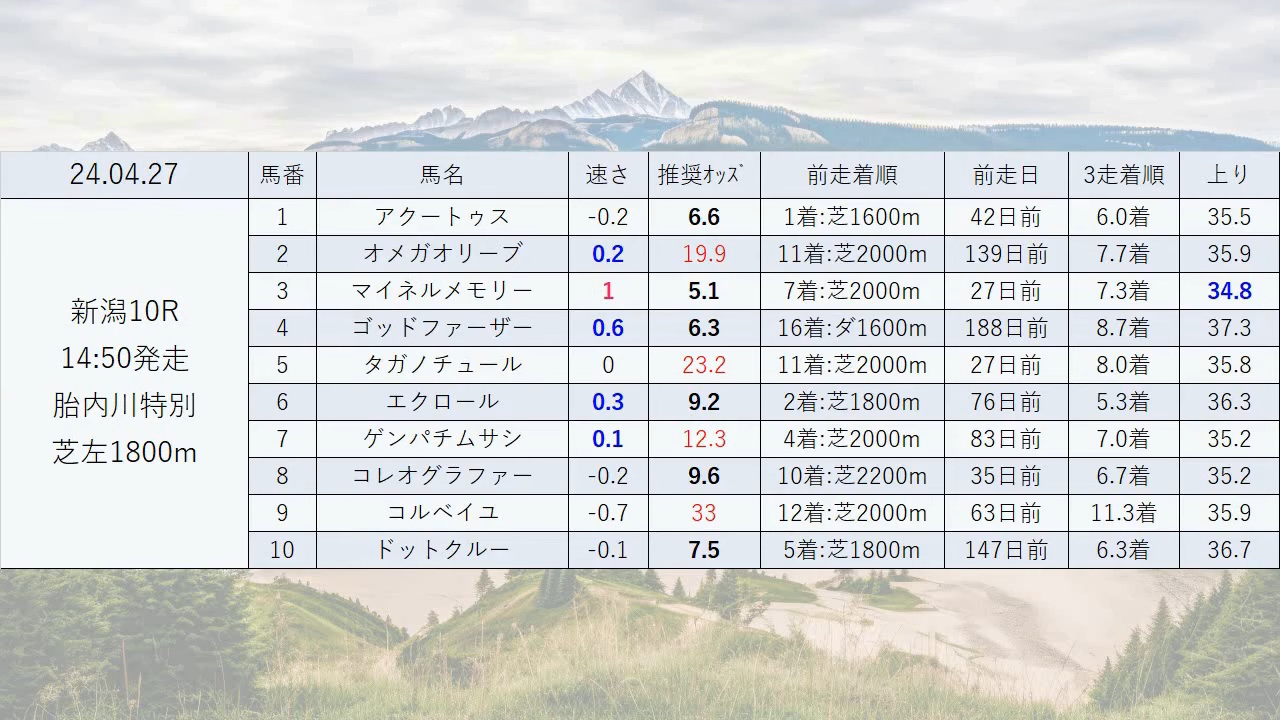 24.04.27 馬番 馬名 速さ 推奨ｵｯｽﾞ 前走着順 前走日 3走着順 上り
新潟10R
14:50発走
胎内川特別
芝左1800m
1 アクートゥス -0.2 6.6 1着:芝1600m 42日前 6.0着 35.5
2 オメガオリーブ 0.2 19.9 11着:芝2000m 139日前 7.7着 35.9
3 マイネルメモリー 1 5.1 7着:芝2000m 27日前 7.3着 34.8
4 ゴッドファーザー 0.6 6.3 16着:ダ1600m 188日前 8.7着 37.3
5 タガノチュール 0 23.2 11着:芝2000m 27日前 8.0着 35.8
6 エクロール 0.3 9.2 2着:芝1800m 76日前 5.3着 36.3
7 ゲンパチムサシ 0.1 12.3 4着:芝2000m 83日前 7.0着 35.2
8 コレオグラファー -0.2 9.6 10着:芝2200m 35日前 6.7着 35.2
9 コルベイユ -0.7 33 12着:芝2000m 63日前 11.3着 35.9
10 ドットクルー -0.1 7.5 5着:芝1800m 147日前 6.3着 36.7